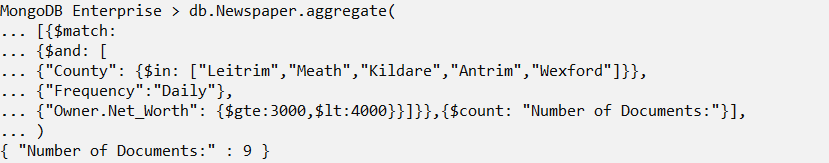 MongoDB Enterprise > db.Newspaper.aggregate(
... [{$match:
... {$and: [
... {"County": {$in: ["Leitrim","Meath","Kildare","Antrim","Wexford"]}},
... {"Frequency":"Daily"},
... {"Owner.Net_Worth": {$gte:3000,$lt:4000}}]}},{$count: "Number of Documents:"}],
... )
{ "Number of Documents:" : 9 }